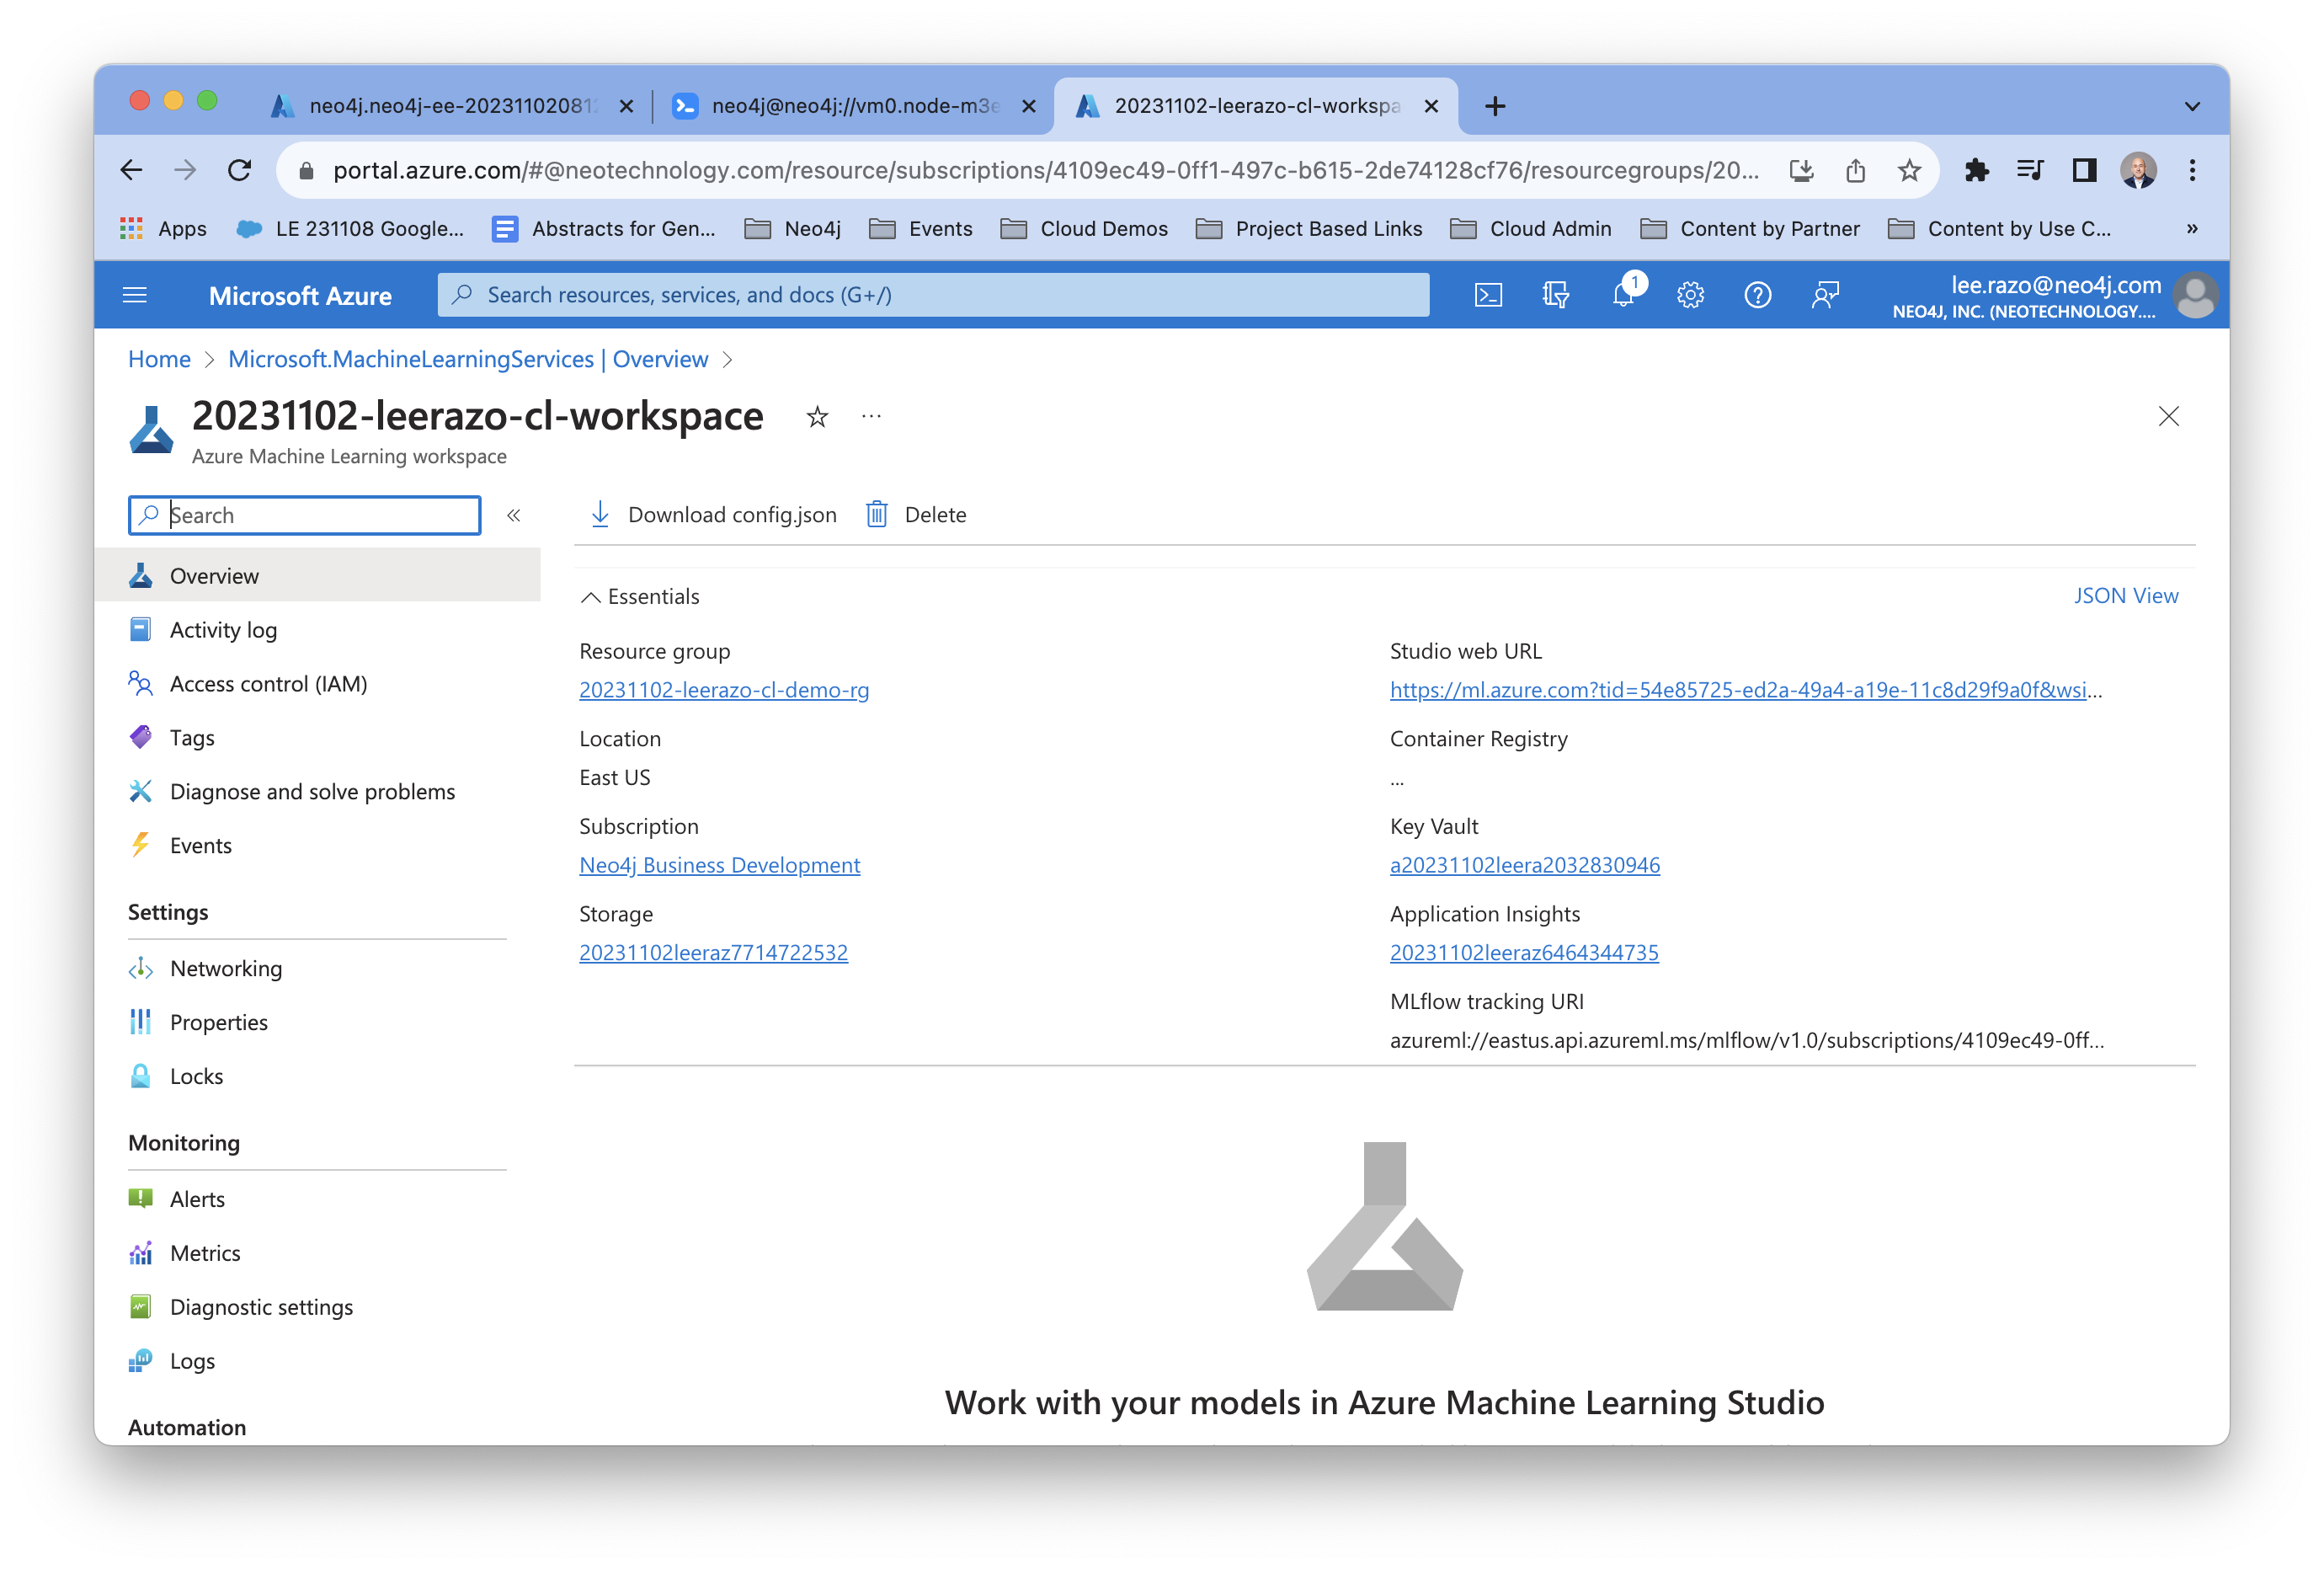 neo4j.neo4j-ee-202311020812
neo4j@neo4j://vm0.node-m3e
20231102-leerazo-cl-workspa
portal.azure.com/#@neotechnology.com/resource/subscriptions/4109ec49-0ff1-497c-b615-2de74128cf76/resourcegroups/20...
Apps
LE 231108 Google...
Abstracts for Gen...
Neo4j
Events
Cloud Demos
Project Based Links
Cloud Admin
Content by Partner
Content by Use C...
»
Microsoft Azure
Search resources, services, and docs (G+/)
1
lee.razo@neo4j.com
NEO4J, INC. (NEOTECHNOLOGY....
Home > Microsoft.MachineLearningServices | Overview >
20231102-leerazo-cl-workspace
...
Azure Machine Learning workspace
Search
«
Download config.json
Delete
Overview
Activity log
Access control (IAM)
Tags
Diagnose and solve problems
Events
Settings
Networking
Properties
Locks
Monitoring
Alerts
Metrics
Diagnostic settings
Logs
Automation
Essentials
JSON View
Resource group
20231102-leerazo-cl-demo-rg
Location
East US
Subscription
Neo4j Business Development
Storage
20231102leeraz7714722532
Studio web URL
https://ml.azure.com?tid=54e85725-ed2a-49a4-a19e-11c8d29f9a0f&wsi...
Container Registry
...
Key Vault
a20231102leera2032830946
Application Insights
20231102leeraz6464344735
MLflow tracking URI
azureml://eastus.api.azureml.ms/mlflow/v1.0/subscriptions/4109ec49-0ff...
Work with your models in Azure Machine Learning Studio